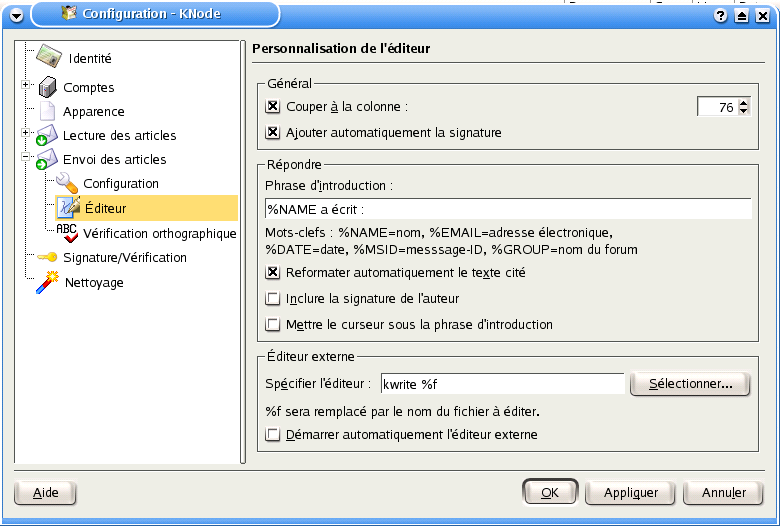 Configuration - KNode
Identité
Comptes
Apparence
Lecture des articles
Envoi des articles
Configuration
Éditeur
ABC
Vérification orthographique
Signature/Vérification
Nettoyage
Personnalisation de l'éditeur
Général
Couper à la colonne :
76
Ajouter automatiquement la signature
Répondre
Phrase d'introduction :
%NAME a écrit :
Mots-clefs : %NAME=nom, %EMAIL=adresse électronique,
%DATE=date, %MSID=messsage-ID, %GROUP=nom du forum
Reformater automatiquement le texte cité
Inclure la signature de l'auteur
Mettre le curseur sous la phrase d'introduction
Éditeur externe
Spécifier l'éditeur :
kwrite %f
Sélectionner...
%f sera remplacé par le nom du fichier à éditer.
Démarrer automatiquement l'éditeur externe
Aide
OK
Appliquer
Annuler